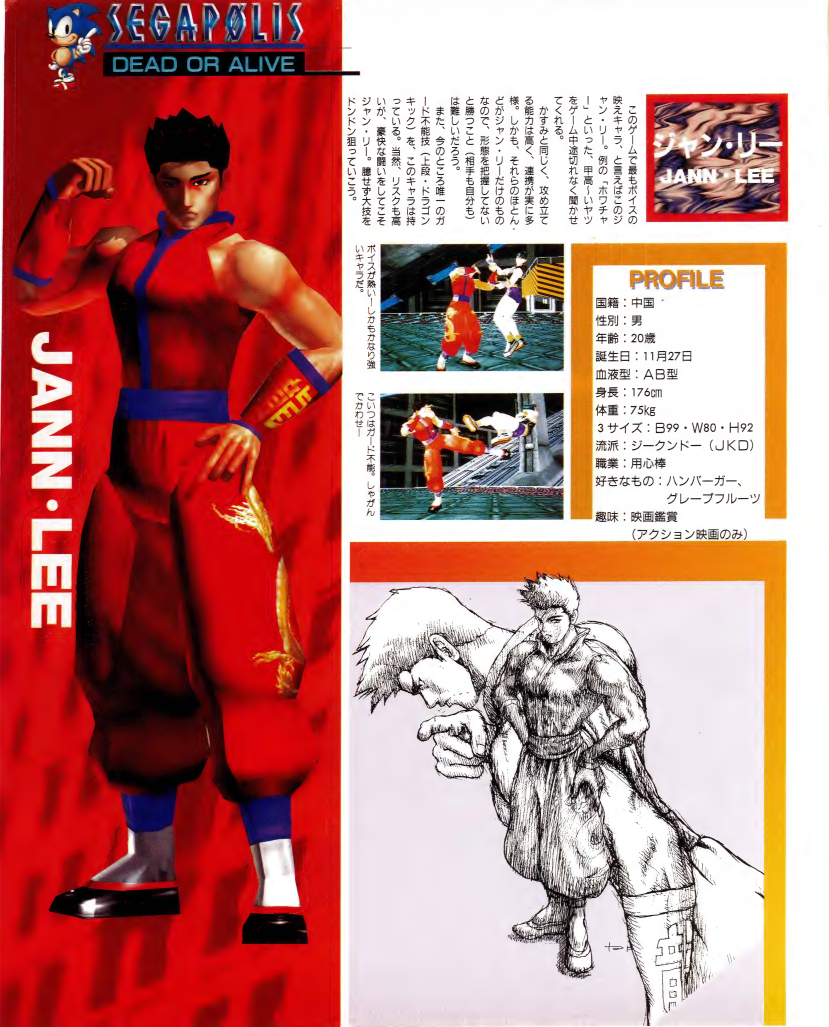 SEGAPØLIS
DEAD OR ALIVE
ジャン・リー
JANN・LEE
このゲームで最もボイスの
映えキャラ、と言えばこのジ
ャン・リー。例の「ホワチャ
ー」といった、甲高〜いヤツ
をゲーム中途切れなく聞かせ
てくれる。
かすみと同じく、攻め立て
る能力は高く、連携が実に多
様。しかも、それらのほとん
どがジャン・リーだけのもの
なので、形態を把握してない
と勝つこと（相手も自分も）
は難しいだろう。
また、今のところ唯一のガ
ード不能技（上段・ドラゴン
キック）を、このキャラは持
っている。当然、リスクも高
いが、豪快な闘いをしてこそ
ジャン・リー。臆せず大技を
ドンドン狙っていこう。
ボイスが熱い！しかもかなり強
いキャラだ。
こいつはガード不能。しゃがん
でかわせ！
PROFILE
国籍：中国
性別：男
年齢：20歳
誕生日：11月27日
血液型：AB型
身長：176cm
体重：75kg
3サイズ：B99・W80・H92
流派：ジークンドー（JKD）
職業：用心棒
好きなもの：ハンバーガー、
グレープフルーツ
趣味：映画鑑賞
（アクション映画のみ）
JANN・LEE